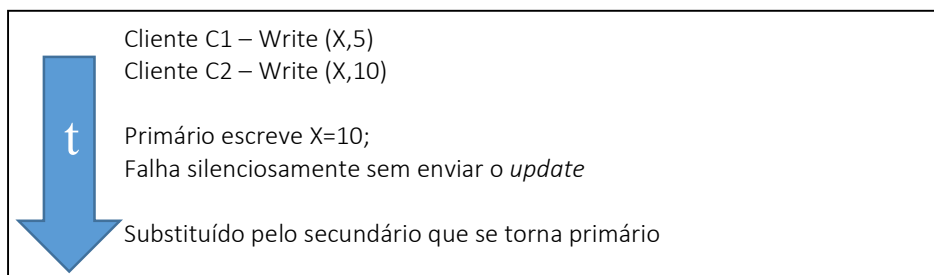 Cliente C1 – Write (X,5)
Cliente C2 – Write (X,10)
t
Primário escreve X=10;
Falha silenciosamente sem enviar o update
Substituído pelo secundário que se torna primário